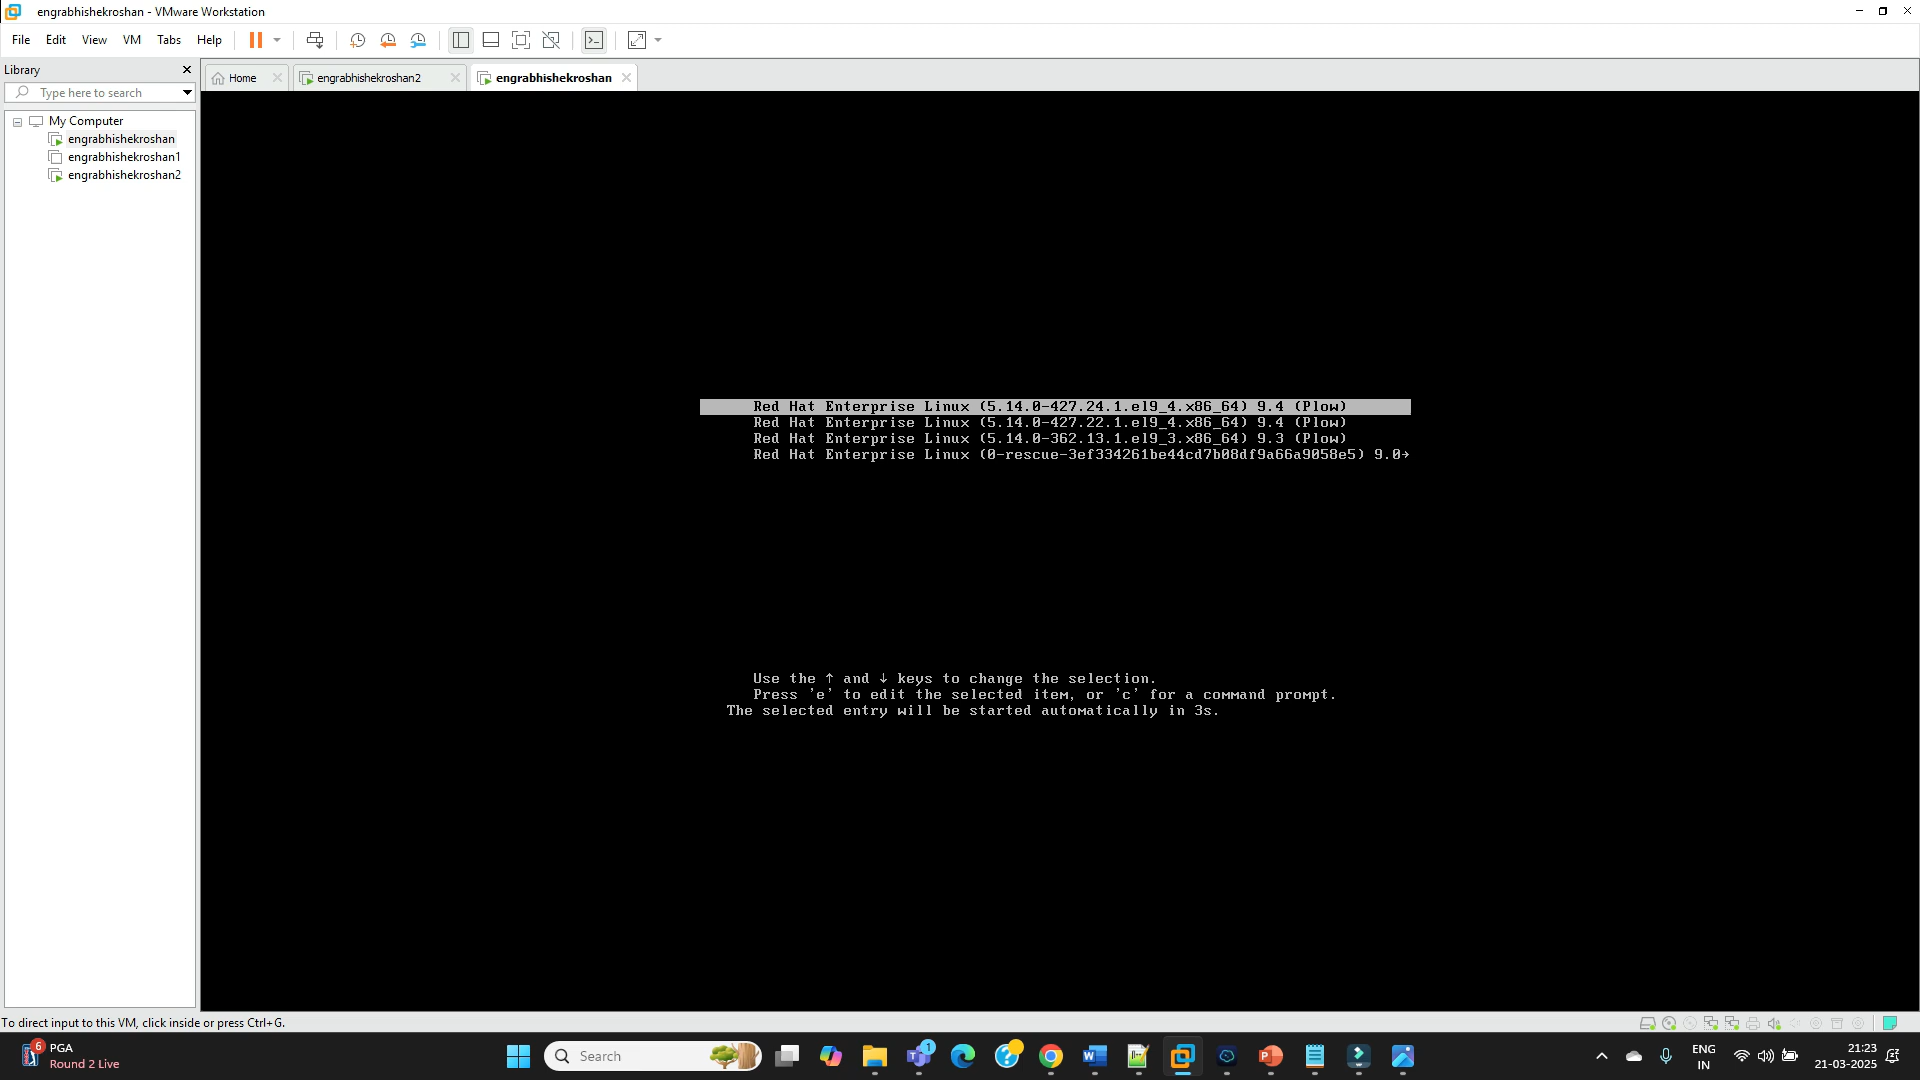 engrabhishekroshan - VMware Workstation
File Edit View VM Tabs Help
Library
Type here to search
My Computer
engrabhishekroshan
engrabhishekroshan1
engrabhishekroshan2
Home
engrabhishekroshan2
engrabhishekroshan
Red Hat Enterprise Linux (5.14.0-427.24.1.el9_4.x86_64) 9.4 (Plow)
Red Hat Enterprise Linux (5.14.0-427.22.1.el9_4.x86_64) 9.4 (Plow)
Red Hat Enterprise Linux (5.14.0-362.13.1.el9_3.x86_64) 9.3 (Plow)
Red Hat Enterprise Linux (0-rescue-3ef334261be44cd7b08df9a66a9058e5) 9.0→
Use the ↑ and ↓ keys to change the selection.
Press 'e' to edit the selected item, or 'c' for a command prompt.
The selected entry will be started automatically in 3s.
To direct input to this VM, click inside or press Ctrl+G.
6
PGA
Round 2 Live
Search
1
ENG
IN
21:23
21-03-2025